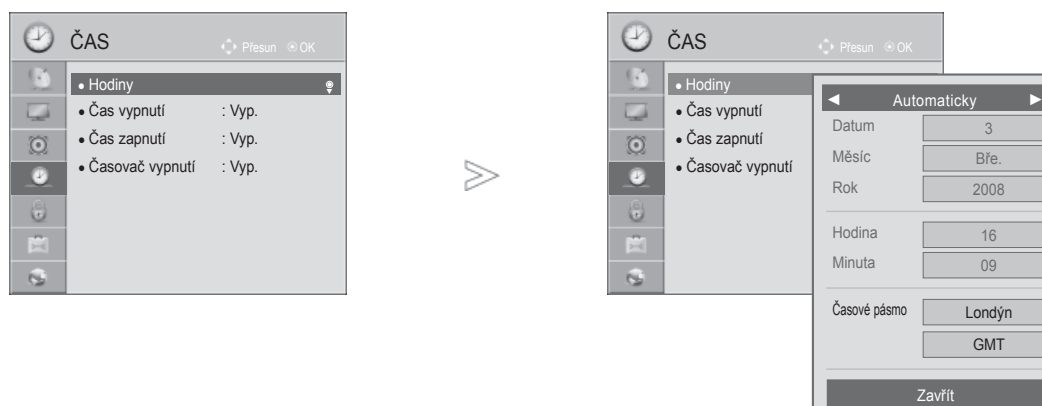 ČAS
Přesun OK
• Hodiny
• Čas vypnutí : Vyp.
• Čas zapnutí : Vyp.
• Časovač vypnutí : Vyp.
ČAS
Přesun OK
• Hodiny
• Čas vypnutí
• Čas zapnutí
• Časovač vypnutí
◄ Automaticky ►
Datum 3
Měsíc Bře.
Rok 2008
Hodina 16
Minuta 09
Časové pásmo Londýn
GMT
Zavřít